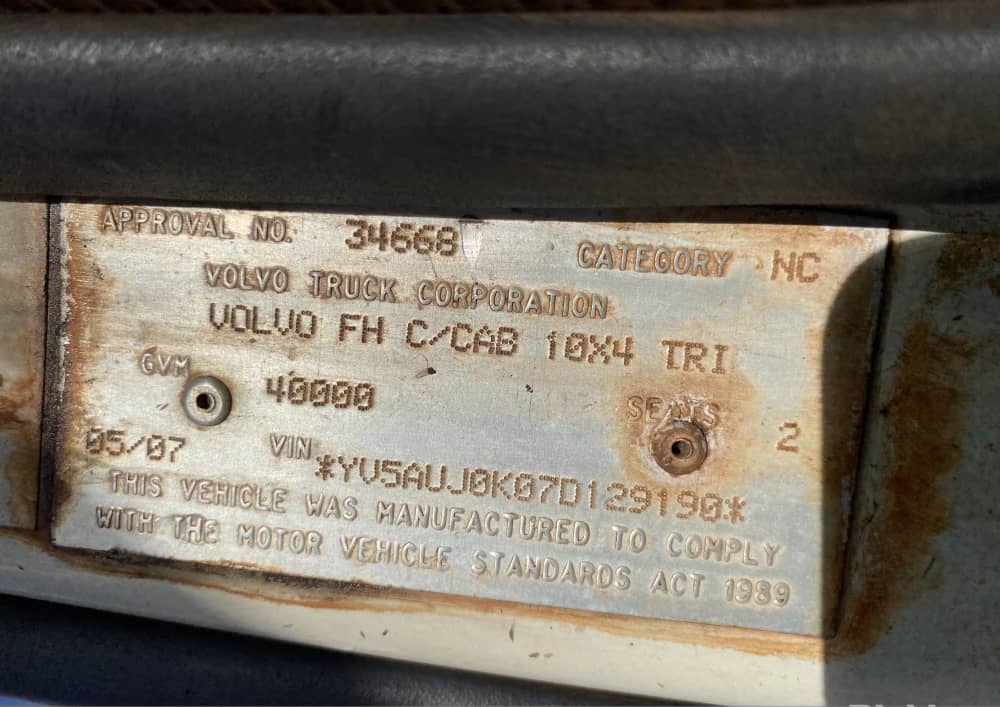 APPROVAL NO. 34668 CATEGORY NC
VOLVO TRUCK CORPORATION
VOLVO FH C/CAB 10X4 TRI
GVM 40000 SEATS 2
05/07 VIN *YV5AUJ0K07D129190*
THIS VEHICLE WAS MANUFACTURED TO COMPLY
WITH THE MOTOR VEHICLE STANDARDS ACT 1989